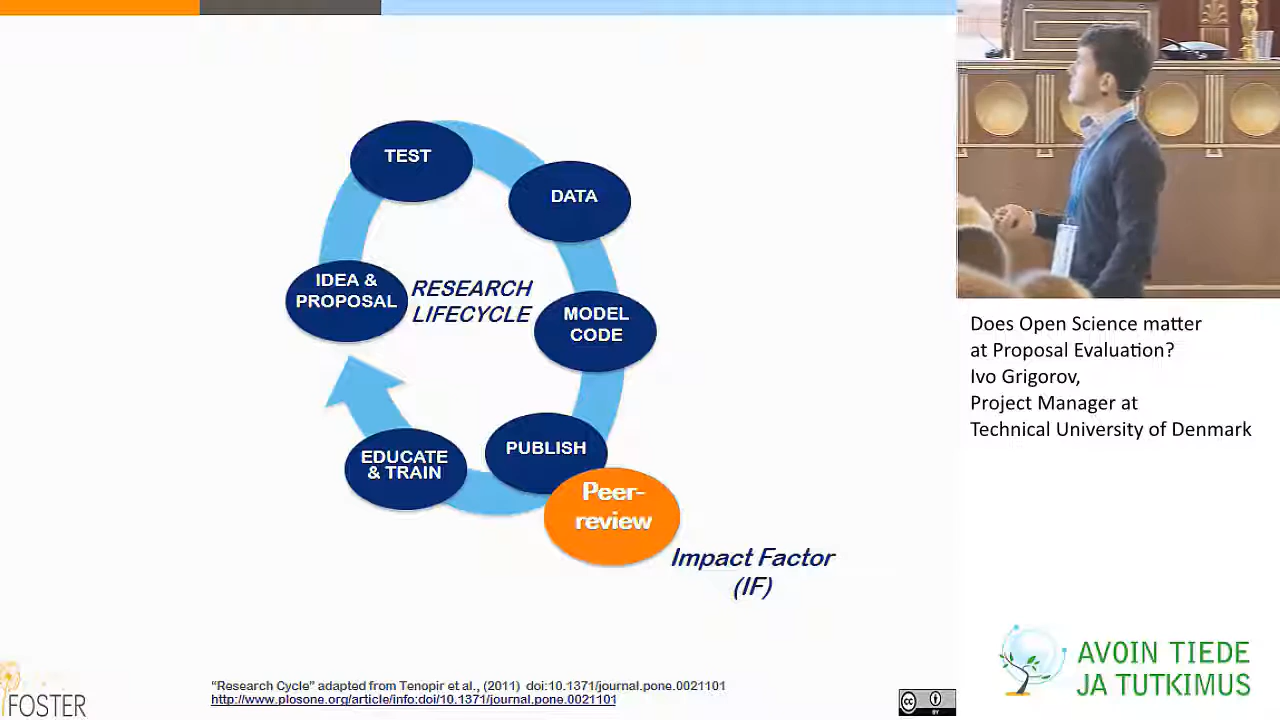 TEST
DATA
IDEA &
PROPOSAL
RESEARCH
LIFECYCLE
MODEL
CODE
PUBLISH
EDUCATE
& TRAIN
Peer-
review
Impact Factor
(IF)
"Research Cycle" adapted from Tenopir et al., (2011) doi:10.1371/journal.pone.0021101
http://www.plosone.org/article/info:doi/10.1371/journal.pone.0021101
FOSTER
cc
BY
Does Open Science matter
at Proposal Evaluation?
Ivo Grigorov,
Project Manager at
Technical University of Denmark
AVOIN TIEDE
JA TUTKIMUS